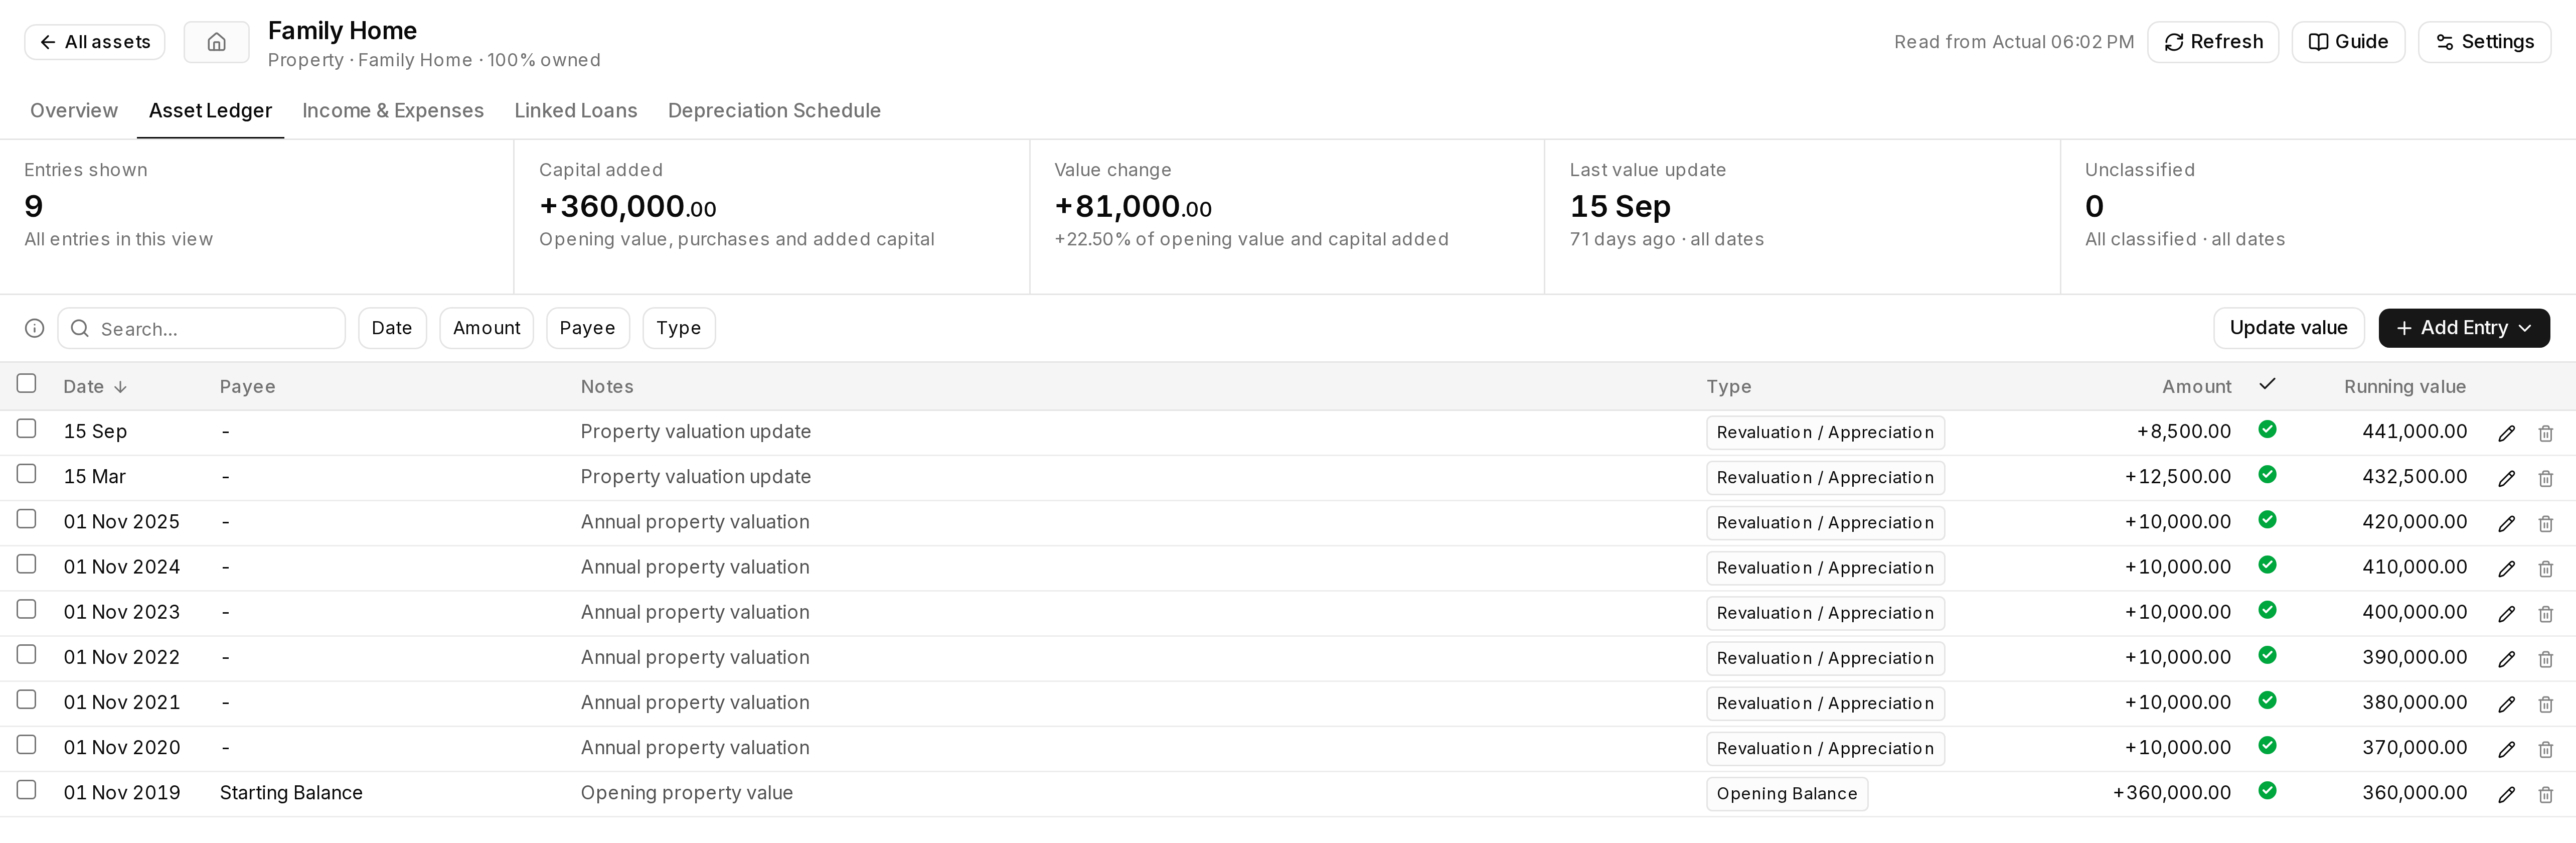 All assets
Family Home
Property · Family Home · 100% owned
Read from Actual 06:02 PM
Refresh
Guide
Settings
Overview Asset Ledger Income & Expenses Linked Loans Depreciation Schedule
Entries shown
9
All entries in this view
Capital added
+360,000.00
Opening value, purchases and added capital
Value change
+81,000.00
+22.50% of opening value and capital added
Last value update
15 Sep
71 days ago · all dates
Unclassified
0
All classified · all dates
Search...
Date
Amount
Payee
Type
Update value
+ Add Entry
Date ↓ Payee Notes Type Amount ✓ Running value
15 Sep - Property valuation update Revaluation / Appreciation +8,500.00 441,000.00
15 Mar - Property valuation update Revaluation / Appreciation +12,500.00 432,500.00
01 Nov 2025 - Annual property valuation Revaluation / Appreciation +10,000.00 420,000.00
01 Nov 2024 - Annual property valuation Revaluation / Appreciation +10,000.00 410,000.00
01 Nov 2023 - Annual property valuation Revaluation / Appreciation +10,000.00 400,000.00
01 Nov 2022 - Annual property valuation Revaluation / Appreciation +10,000.00 390,000.00
01 Nov 2021 - Annual property valuation Revaluation / Appreciation +10,000.00 380,000.00
01 Nov 2020 - Annual property valuation Revaluation / Appreciation +10,000.00 370,000.00
01 Nov 2019 Starting Balance Opening property value Opening Balance +360,000.00 360,000.00